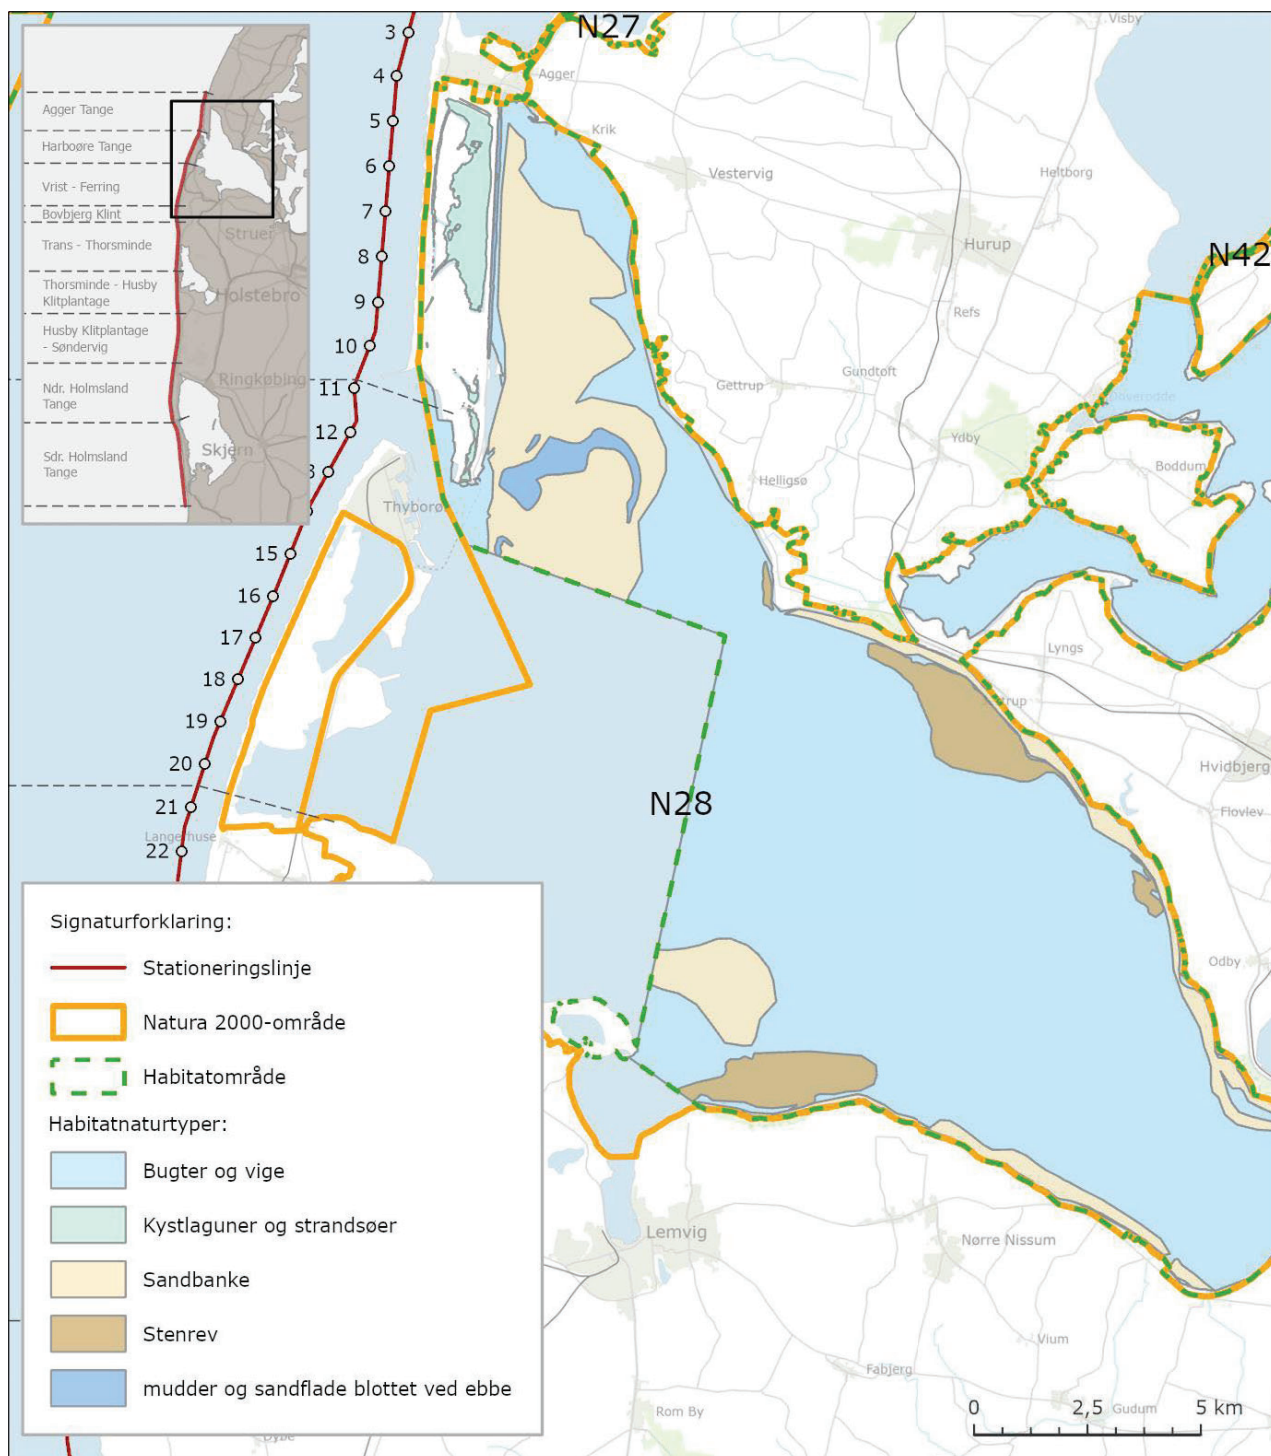 N27
Visby
3
4
Agger
5
Krik
6
Vestervig
Heltborg
7
8
Hurup
N42
9
Refs
10
Gundtoft
11
Gettrup
Doverodde
12
Ydby
Boddum
Helligsø
Thyborø
15
16
17
Lyngs
18
19
20
Hvidbjerg
21
N28
Flovlev
Langerhuse
22
Odby
Lemvig
Nørre Nissum
Vium
Fabjerg
Gudum
Rom By
Agger Tange
Harboøre Tange
Vrist - Ferring
Bovbjerg Klint
Struer
Trans - Thorsminde
Thorsminde - Husby
Klitplantage
Holstebro
Husby Klitplantage
- Søndervig
Ringkøbing
Ndr. Holmsland
Tange
Skjern
Sdr. Holmsland
Tange
Signaturforklaring:
Stationeringslinje
Natura 2000-område
Habitatområde
Habitatnaturtyper:
Bugter og vige
Kystlaguner og strandsøer
Sandbanke
Stenrev
mudder og sandflade blottet ved ebbe
0 2,5 5 km